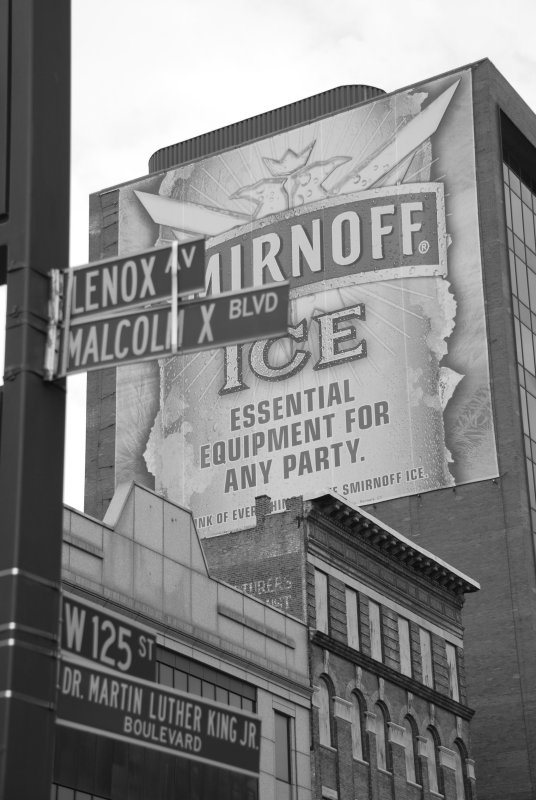 SMIRNOFF®
ICE
ESSENTIAL
EQUIPMENT FOR
ANY PARTY.
SMIRNOFF ICE.
LENOX AV
MALCOLM X BLVD
W 125 ST
DR. MARTIN LUTHER KING JR.
BOULEVARD